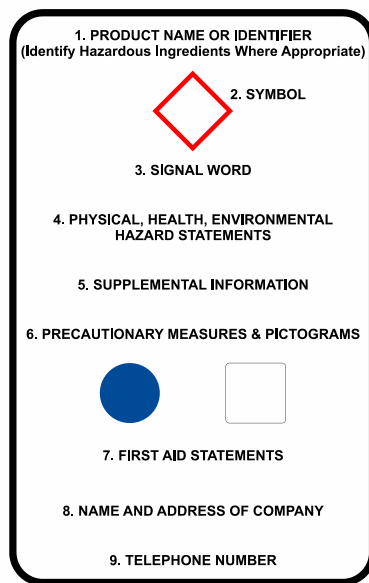 1. PRODUCT NAME OR IDENTIFIER
(Identify Hazardous Ingredients Where Appropriate)
2. SYMBOL
3. SIGNAL WORD
4. PHYSICAL, HEALTH, ENVIRONMENTAL
HAZARD STATEMENTS
5. SUPPLEMENTAL INFORMATION
6. PRECAUTIONARY MEASURES & PICTOGRAMS
7. FIRST AID STATEMENTS
8. NAME AND ADDRESS OF COMPANY
9. TELEPHONE NUMBER